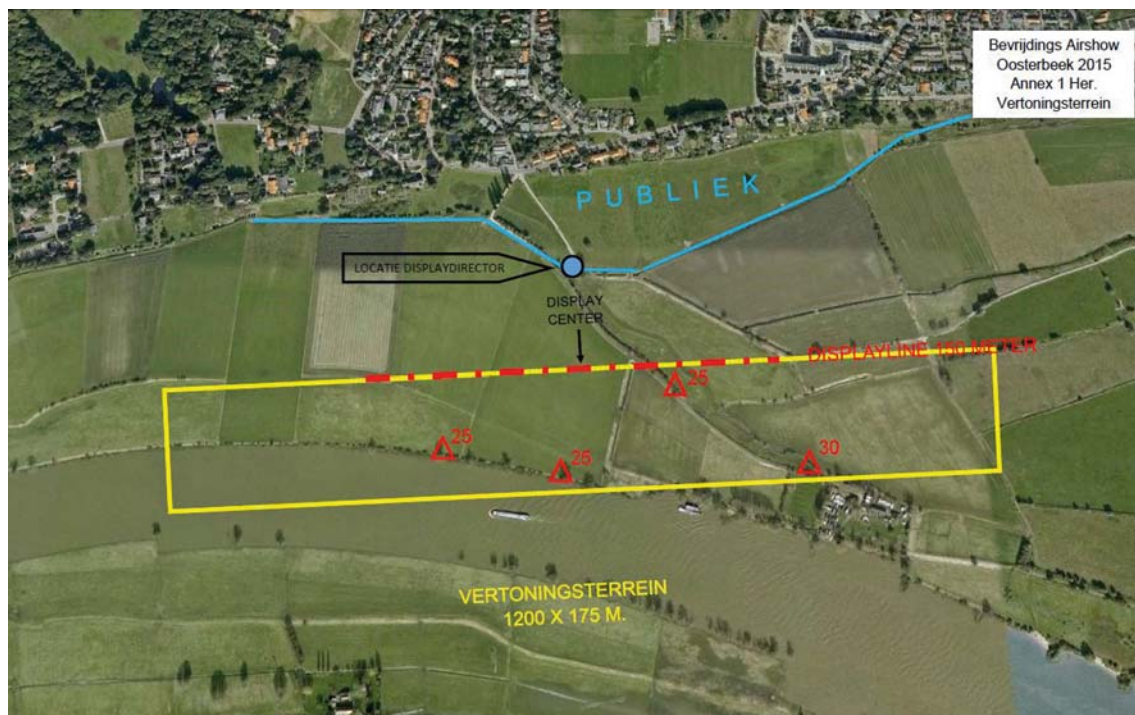 Bevrijdings Airshow
Oosterbeek 2015
Annex 1 Her.
Vertoningsterrein
PUBLIEK
LOCATIE DISPLAYDIRECTOR
DISPLAY
CENTER
DISPLAYLINE 150 METER
25
25
25
30
VERTONINGSTERREIN
1200 X 175 M.